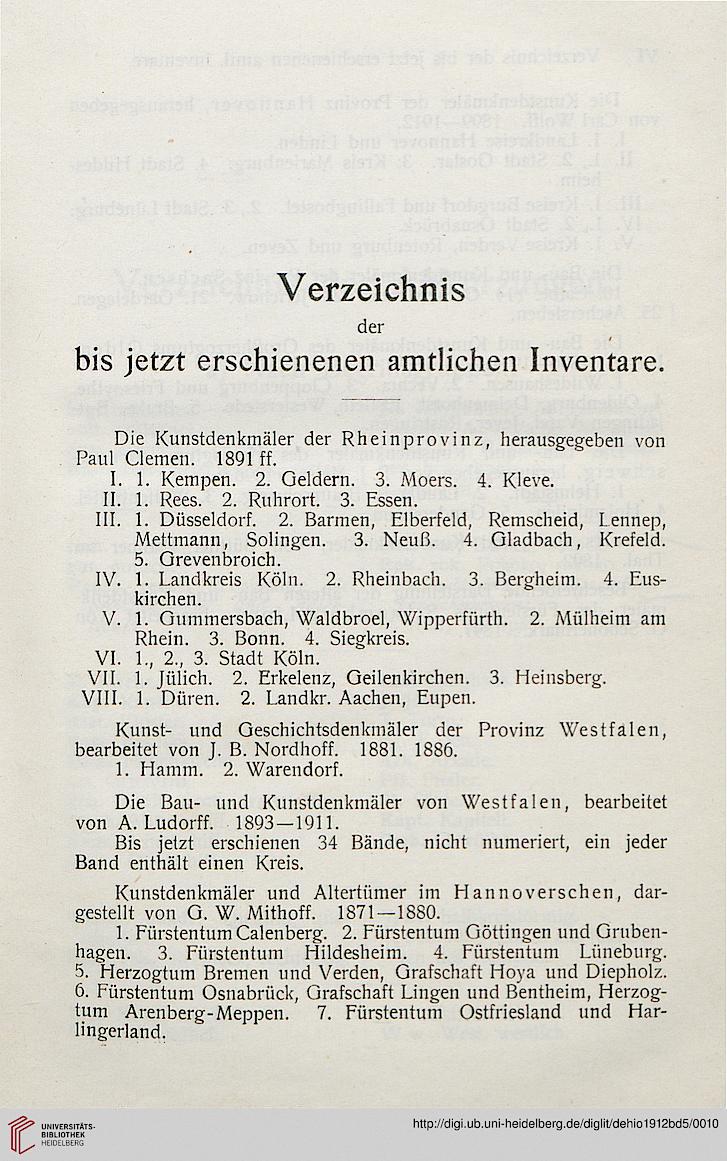 Verzeichnis
der
bis jetzt erschienenen amtlichen Inventare.
Die Kunstdenkmäler der Rheinprovinz, herausgegeben von
Paul Clemen. 1891 ff.
I. 1. Kempen. 2. Geldern. 3. Moers. 4. Kleve.
II. 1. Rees. 2. Ruhrort. 3. Essen.
III. 1. Düsseldorf. 2. Barmen, Elberfeld, Remscheid, Lennep,
Mettmann, Solingen. 3. Neuß. 4. Gladbach, Krefeld.
5. Grevenbroich.
IV. 1. Landkreis Köln. 2. Rheinbach. 3. Bergheim. 4. Eus-
kirchen.
V. 1. Gummersbach, Waldbroel, Wipperfürth. 2. Mülheim am
Rhein. 3. Bonn. 4. Siegkreis.
VI. 1., 2., 3. Stadt Köln.
VII. 1. Jülich. 2. Erkelenz, Geilenkirchen. 3. Heinsberg.
VIII. 1. Düren. 2. Landkr. Aachen, Eupen.
Kunst- und Geschichtsdenkmäler der Provinz Westfalen,
bearbeitet von J. B. Nordhoff. 1881. 1886.
1. Hamm. 2. Warendorf.
Die Bau- und Kunstdenkmäler von Westfalen, bearbeitet
von A. Ludorff. 1893—1911.
Bis jetzt erschienen 34 Bände, nicht numeriert, ein jeder
Band enthält einen Kreis.
Kunstdenkmäler und Altertümer im Hannoverschen, dar-
gestellt von G. W. Mithoff. 1871—1880.
1. Fürstentum Calenberg. 2. Fürstentum Göttingen und Gruben-
hagen. 3. Fürstentum Hildesheim. 4. Fürstentum Lüneburg.
5. Herzogtum Bremen und Verden, Grafschaft Hoya und Diepholz.
6. Fürstentum Osnabrück, Grafschaft Lingen und Bentheim, Herzog-
tum Arenberg-Meppen. 7. Fürstentum Ostfriesland und Har-
lingerland.
UNIVERSITÄTS-
BIBLIOTHEK
HEIDELBERG
http://digi.ub.uni-heidelberg.de/diglit/dehio1912bd5/0010